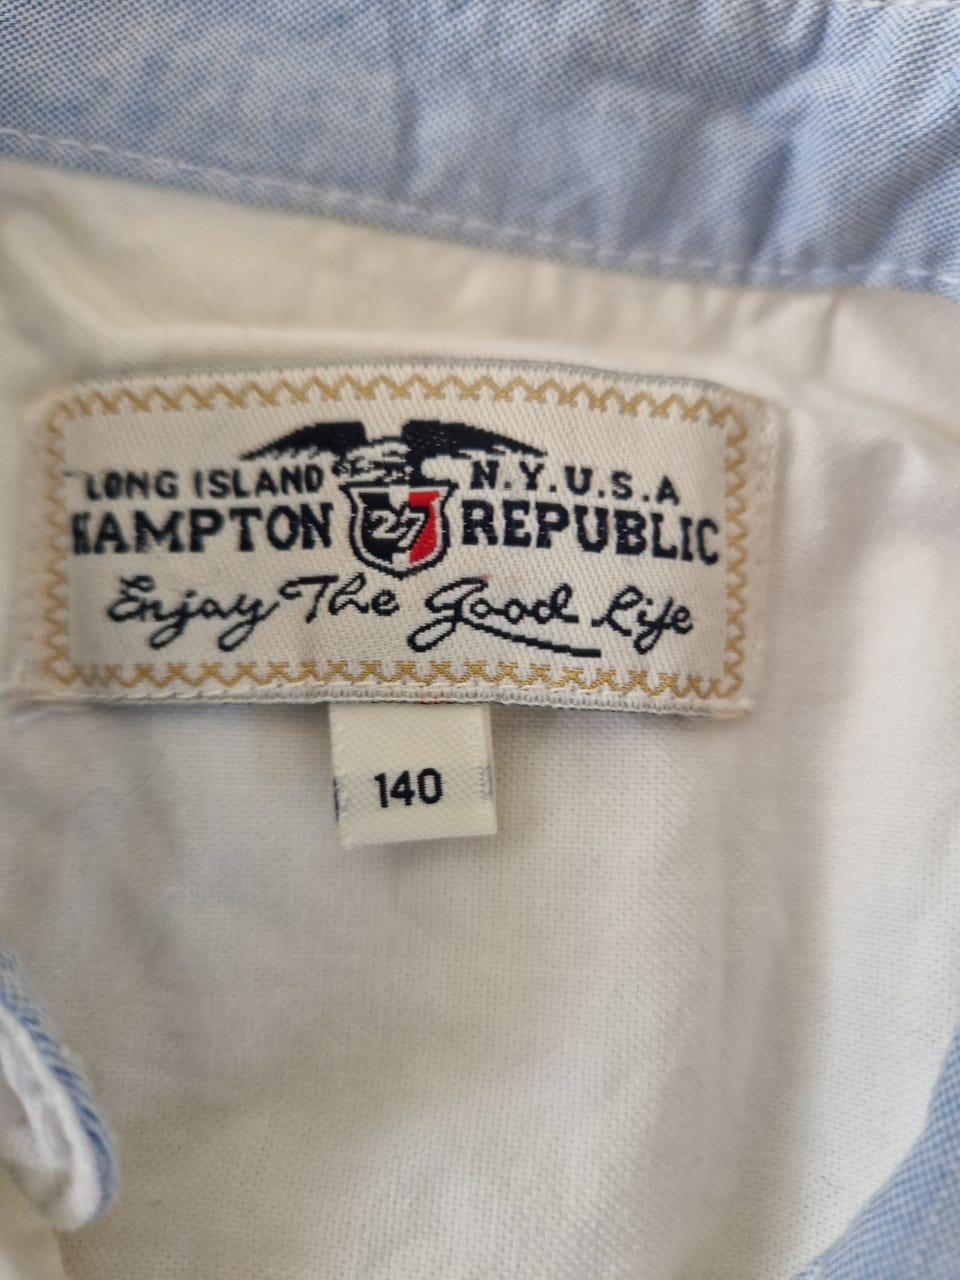 LONG ISLAND N.Y.U.S.A
HAMPTON 27 REPUBLIC
Enjoy The Good Life
140